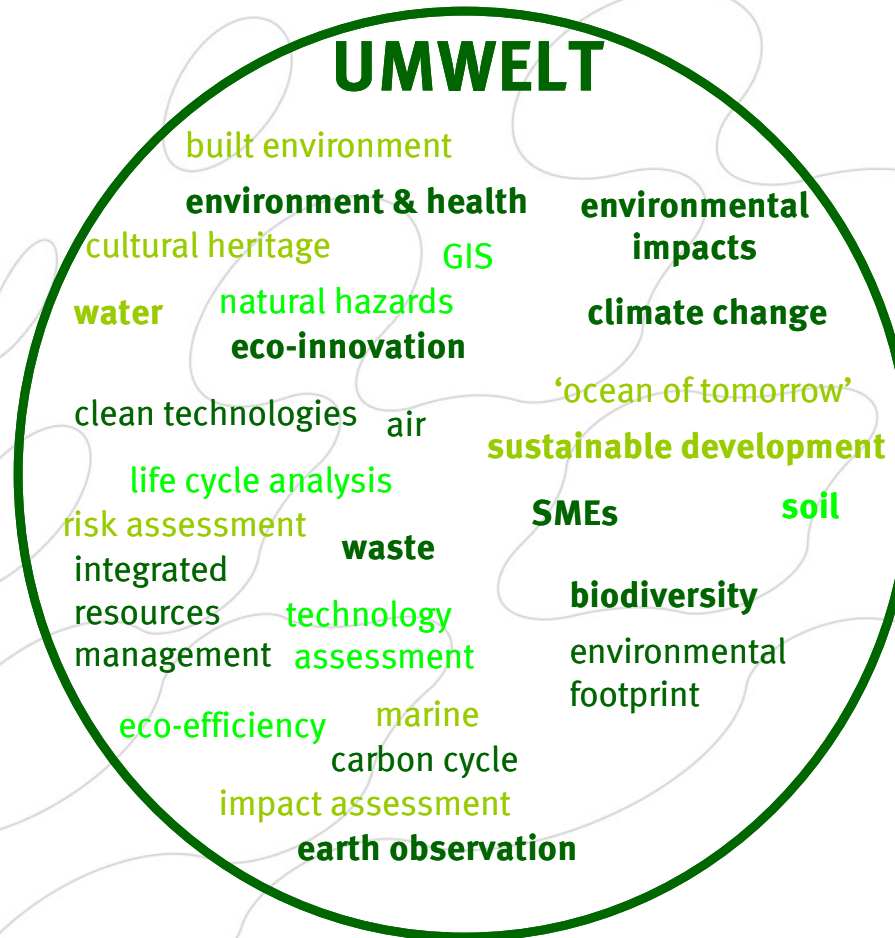 UMWELT
built environment
environment & health
environmental
impacts
cultural heritage
GIS
natural hazards
water
climate change
eco-innovation
‘ocean of tomorrow’
clean technologies
air
sustainable development
life cycle analysis
SMEs
soil
risk assessment
waste
integrated
resources
management
biodiversity
technology
assessment
environmental
footprint
eco-efficiency
marine
carbon cycle
impact assessment
earth observation